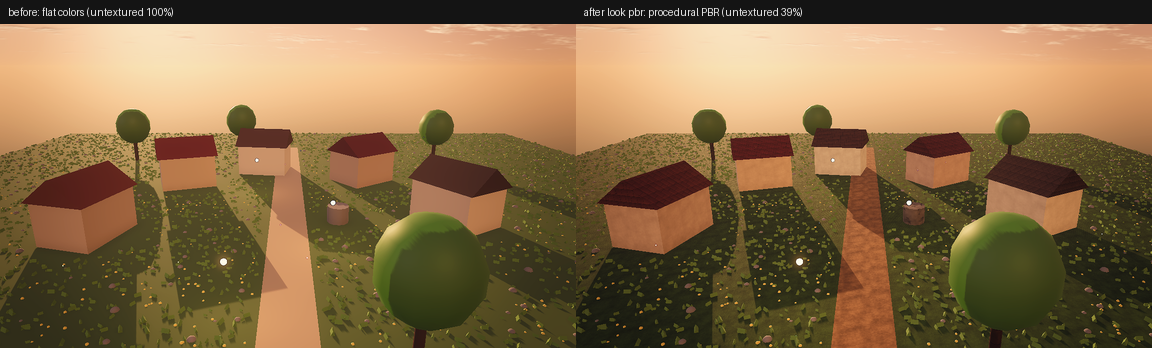 before: flat colors (untextured 100%)
after look pbr: procedural PBR (untextured 39%)